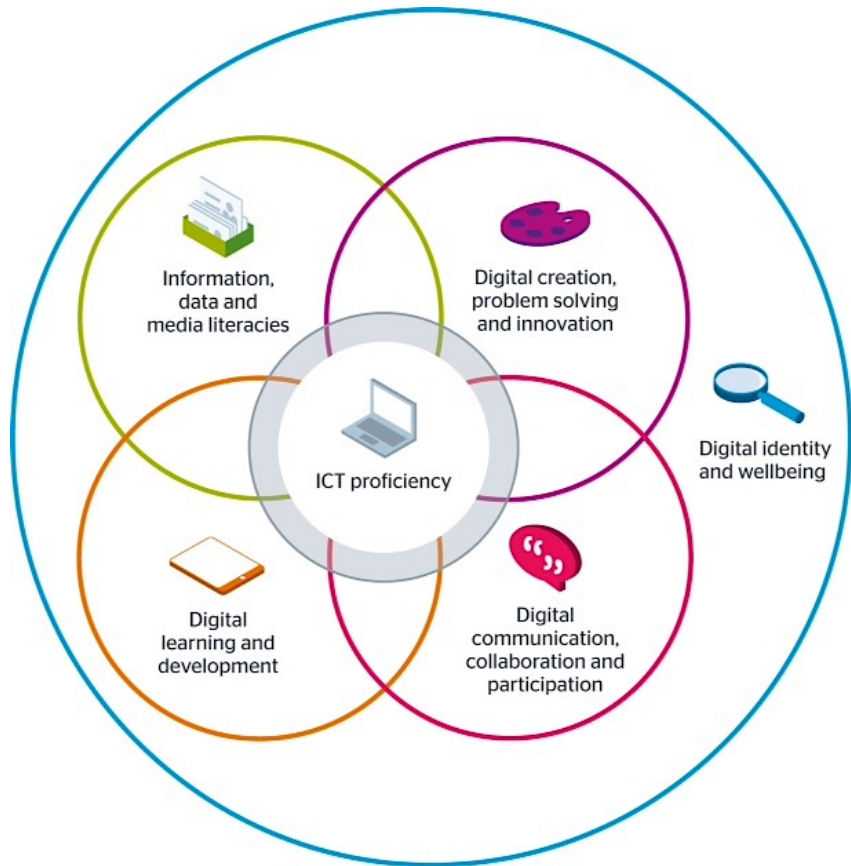 Information,
data and
media literacies
Digital creation,
problem solving
and innovation
Digital identity
and wellbeing
ICT proficiency
Digital
learning and
development
Digital
communication,
collaboration and
participation